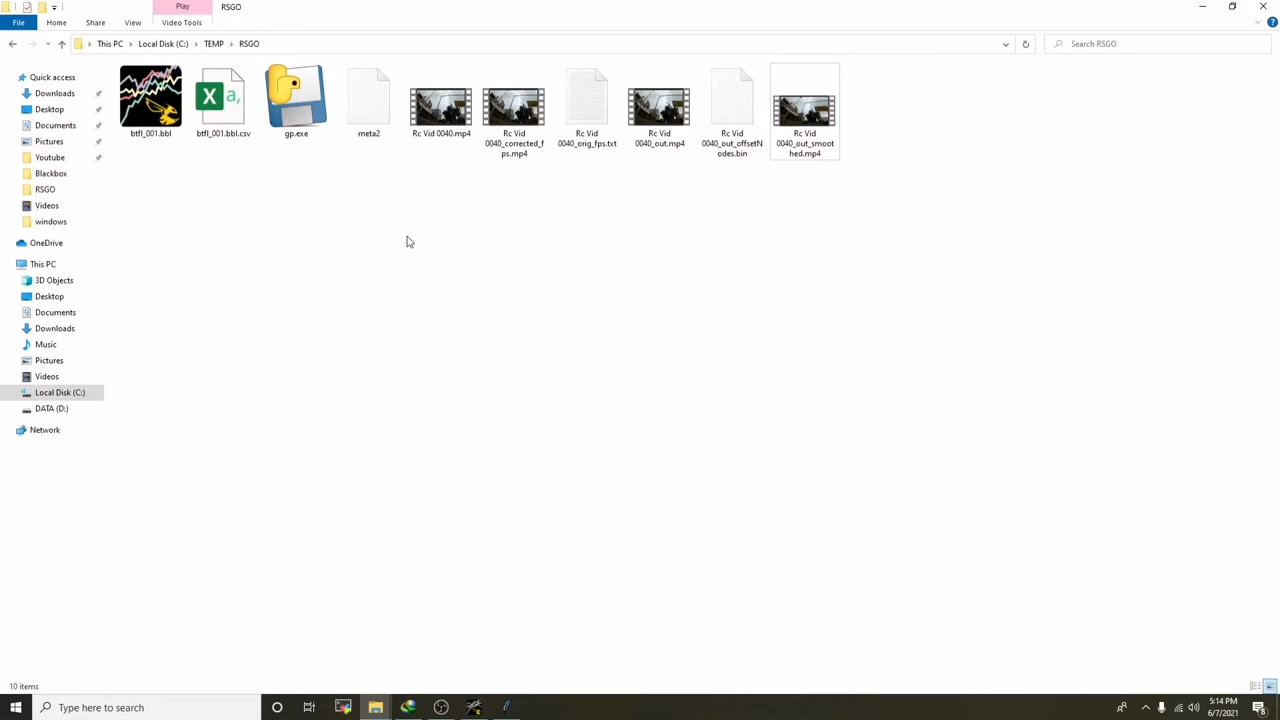 Play
RSGO
File
Home
Share
View
Video Tools
This PC
Local Disk (C:)
TEMP
RSGO
Search RSGO
Quick access
Downloads
Desktop
Documents
Pictures
Youtube
Blackbox
RSGO
Videos
windows
OneDrive
This PC
3D Objects
Desktop
Documents
Downloads
Music
Pictures
Videos
Local Disk (C:)
DATA (D:)
Network
btfl_001.bbl
btfl_001.bbl.csv
X a,
gp.exe
meta2
Rc Vid 0040.mp4
Rc Vid
0040_corrected_f
ps.mp4
Rc Vid
0040_orig_fps.txt
Rc Vid
0040_out.mp4
Rc Vid
0040_out_offsetN
odes.bin
Rc Vid
0040_out_smoot
hed.mp4
10 items
Type here to search
5:14 PM
6/7/2021
8